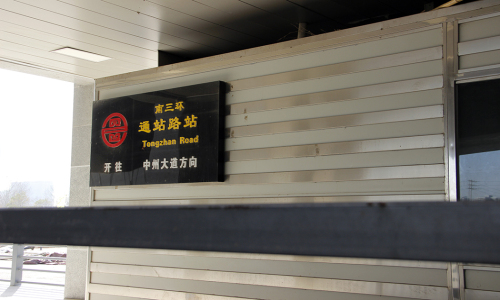 南三环
通站路站
Tongzhan Road
开往 中州大道方向